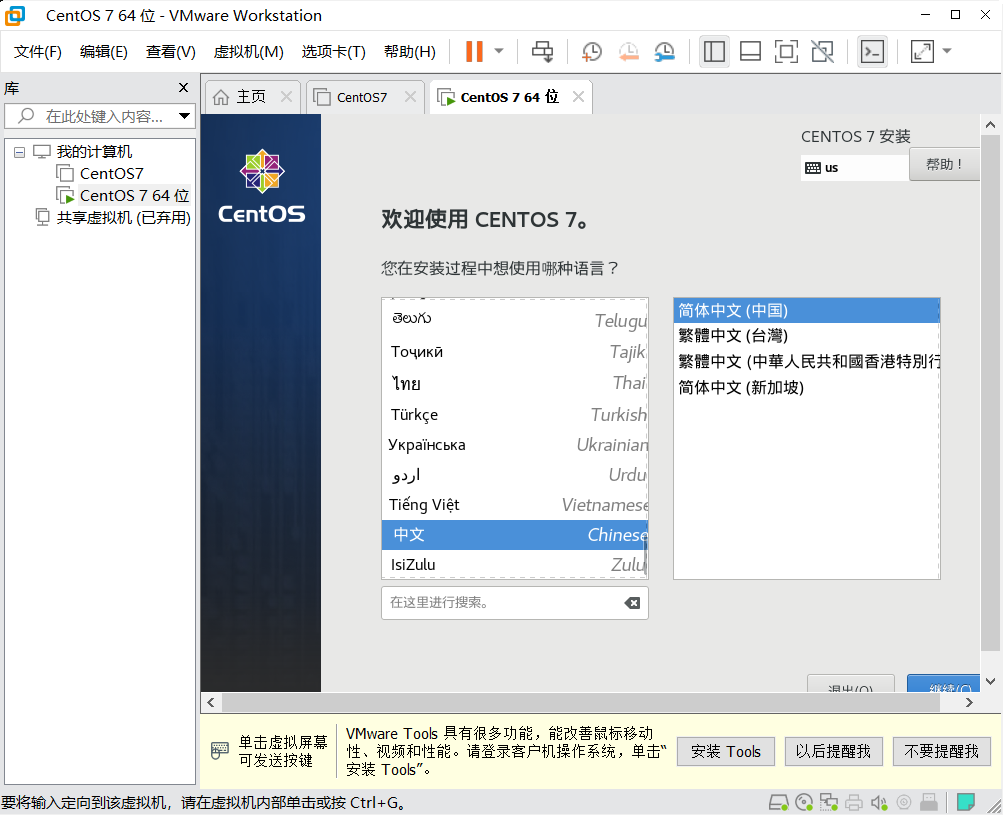 CentOS 7 64 位 - VMware Workstation
文件(F) 编辑(E) 查看(V) 虚拟机(M) 选项卡(T) 帮助(H)
库
在此处键入内容...
我的计算机
CentOS7
CentOS 7 64 位
共享虚拟机 (已弃用)
主页 CentOS7 CentOS 7 64 位
CentOS
CENTOS 7 安装
us 帮助！
欢迎使用 CENTOS 7。
您在安装过程中想使用哪种语言？
తెలుగు Telugu
Тоҷикӣ Tajik
ไทย Thai
Türkçe Turkish
Українська Ukrainian
اردو Urdu
Tiếng Việt Vietnamese
中文 Chinese
IsiZulu Zulu
在这里进行搜索。
简体中文 (中国)
繁體中文 (台灣)
繁體中文 (中華人民共和國香港特別行
简体中文 (新加坡)
退出(Q) 继续(C)
单击虚拟屏幕
可发送按键
VMware Tools 具有很多功能，能改善鼠标移动
性、视频和性能。请登录客户机操作系统，单击“
安装 Tools”。
安装 Tools 以后提醒我 不要提醒我
要将输入定向到该虚拟机，请在虚拟机内部单击或按 Ctrl+G。